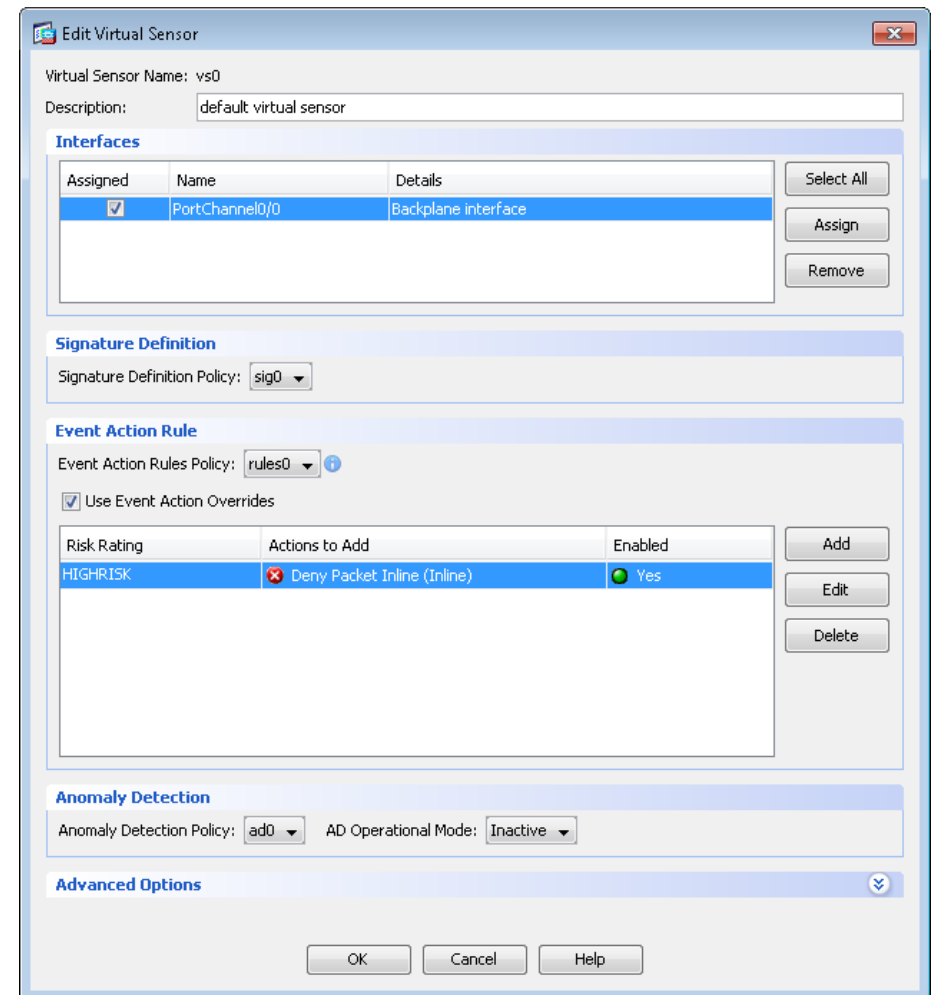 Edit Virtual Sensor
Virtual Sensor Name: vs0
Description: default virtual sensor
Interfaces
Assigned Name Details
PortChannel0/0 Backplane interface
Select All
Assign
Remove
Signature Definition
Signature Definition Policy: sig0
Event Action Rule
Event Action Rules Policy: rules0
Use Event Action Overrides
Risk Rating Actions to Add Enabled
HIGHRISK Deny Packet Inline (Inline) Yes
Add
Edit
Delete
Anomaly Detection
Anomaly Detection Policy: ad0 AD Operational Mode: Inactive
Advanced Options
OK Cancel Help